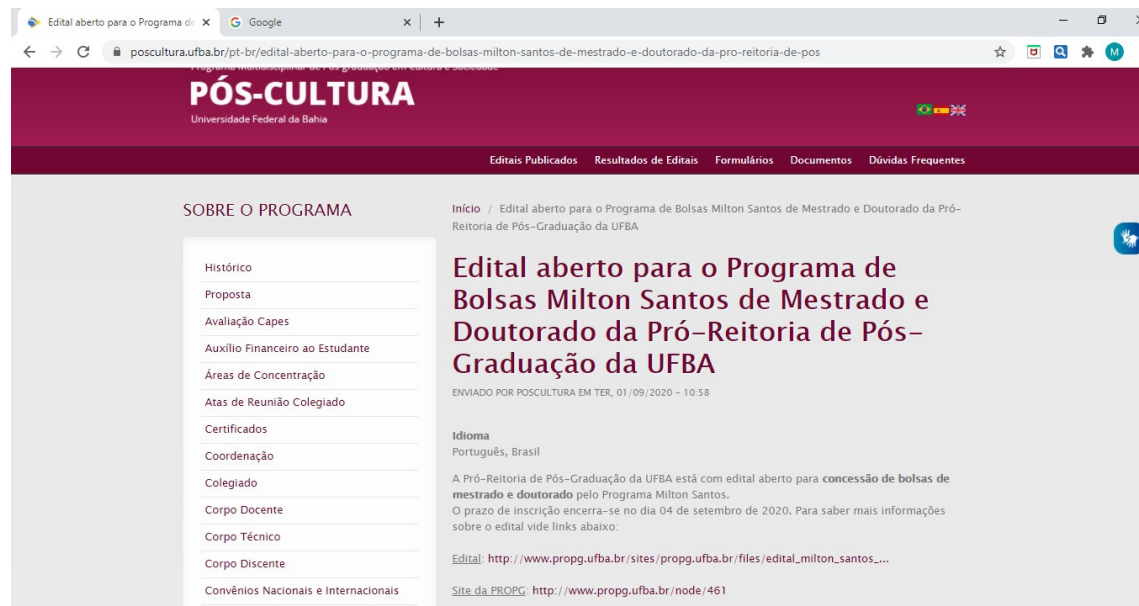 Edital aberto para o Programa de
Google
poscultura.ufba.br/pt-br/edital-aberto-para-o-programa-de-bolsas-milton-santos-de-mestrado-e-doutorado-da-pro-reitoria-de-pos
M
Programa Multidisciplinar de Pós-graduação em Cultura e Sociedade
PÓS-CULTURA
Universidade Federal da Bahia
Editais Publicados Resultados de Editais Formulários Documentos Dúvidas Frequentes
SOBRE O PROGRAMA
Histórico
Proposta
Avaliação Capes
Auxílio Financeiro ao Estudante
Áreas de Concentração
Atas de Reunião Colegiado
Certificados
Coordenação
Colegiado
Corpo Docente
Corpo Técnico
Corpo Discente
Convênios Nacionais e Internacionais
Início / Edital aberto para o Programa de Bolsas Milton Santos de Mestrado e Doutorado da Pró-
Reitoria de Pós-Graduação da UFBA
Edital aberto para o Programa de
Bolsas Milton Santos de Mestrado e
Doutorado da Pró-Reitoria de Pós-
Graduação da UFBA
ENVIADO POR POSCULTURA EM TER, 01/09/2020 - 10:58
Idioma
Português, Brasil
A Pró-Reitoria de Pós-Graduação da UFBA está com edital aberto para concessão de bolsas de
mestrado e doutorado pelo Programa Milton Santos.
O prazo de inscrição encerra-se no dia 04 de setembro de 2020. Para saber mais informações
sobre o edital vide links abaixo:
Edital: http://www.propg.ufba.br/sites/propg.ufba.br/files/edital_milton_santos_...
Site da PROPG: http://www.propg.ufba.br/node/461